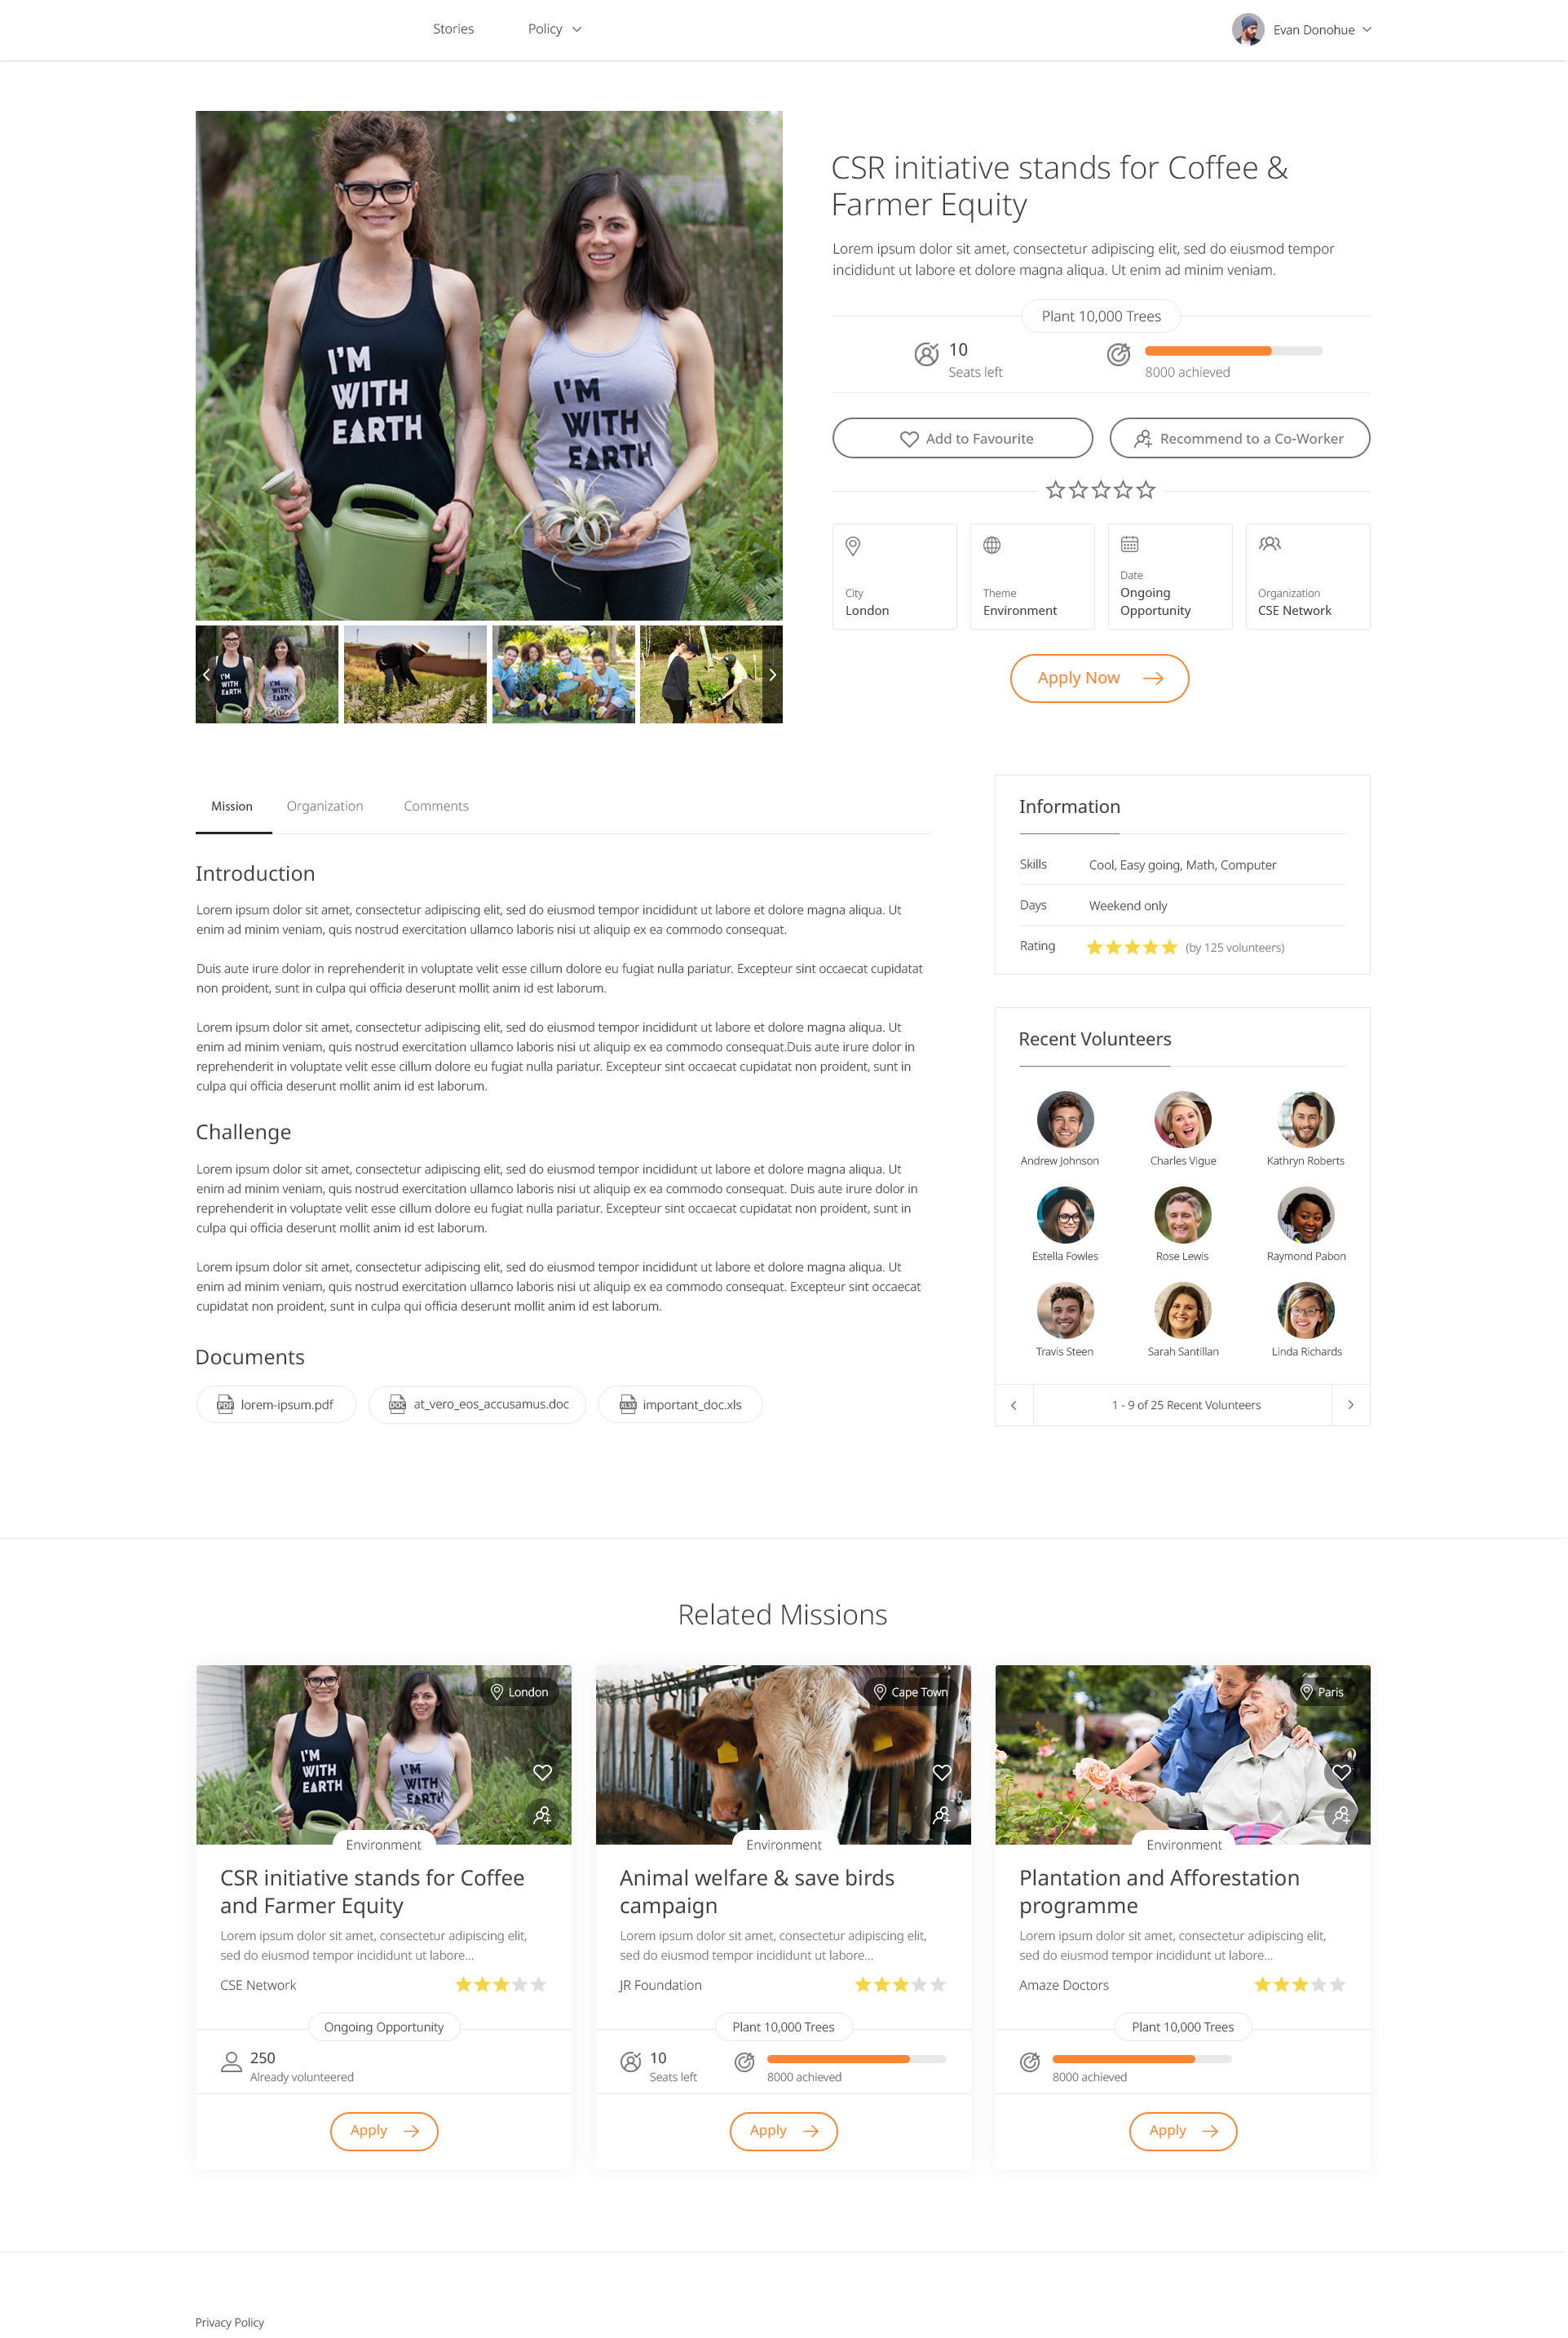 Stories Policy Evan Donohue
I'M
WITH
EARTH
I'M
WITH
EARTH
CSR initiative stands for Coffee &
Farmer Equity
Lorem ipsum dolor sit amet, consectetur adipiscing elit, sed do eiusmod tempor
incididunt ut labore et dolore magna aliqua. Ut enim ad minim veniam.
Plant 10,000 Trees
10
Seats left
8000 achieved
Add to Favourite
Recommend to a Co-Worker
City
London
Theme
Environment
Date
Ongoing
Opportunity
Organization
CSE Network
Apply Now
I'M
WITH
EARTH
I'M
WITH
EARTH
Mission Organization Comments
Introduction
Lorem ipsum dolor sit amet, consectetur adipiscing elit, sed do eiusmod tempor incididunt ut labore et dolore magna aliqua. Ut
enim ad minim veniam, quis nostrud exercitation ullamco laboris nisi ut aliquip ex ea commodo consequat.
Duis aute irure dolor in reprehenderit in voluptate velit esse cillum dolore eu fugiat nulla pariatur. Excepteur sint occaecat cupidatat
non proident, sunt in culpa qui officia deserunt mollit anim id est laborum.
Lorem ipsum dolor sit amet, consectetur adipiscing elit, sed do eiusmod tempor incididunt ut labore et dolore magna aliqua. Ut
enim ad minim veniam, quis nostrud exercitation ullamco laboris nisi ut aliquip ex ea commodo consequat.Duis aute irure dolor in
reprehenderit in voluptate velit esse cillum dolore eu fugiat nulla pariatur. Excepteur sint occaecat cupidatat non proident, sunt in
culpa qui officia deserunt mollit anim id est laborum.
Challenge
Lorem ipsum dolor sit amet, consectetur adipiscing elit, sed do eiusmod tempor incididunt ut labore et dolore magna aliqua. Ut
enim ad minim veniam, quis nostrud exercitation ullamco laboris nisi ut aliquip ex ea commodo consequat. Duis aute irure dolor in
reprehenderit in voluptate velit esse cillum dolore eu fugiat nulla pariatur. Excepteur sint occaecat cupidatat non proident, sunt in
culpa qui officia deserunt mollit anim id est laborum.
Lorem ipsum dolor sit amet, consectetur adipiscing elit, sed do eiusmod tempor incididunt ut labore et dolore magna aliqua. Ut
enim ad minim veniam, quis nostrud exercitation ullamco laboris nisi ut aliquip ex ea commodo consequat. Excepteur sint occaecat
cupidatat non proident, sunt in culpa qui officia deserunt mollit anim id est laborum.
Documents
PDF lorem-ipsum.pdf
DOC at_vero_eos_accusamus.doc
XLSX important_doc.xls
Information
Skills Cool, Easy going, Math, Computer
Days Weekend only
Rating (by 125 volunteers)
Recent Volunteers
Andrew Johnson Charles Vigue Kathryn Roberts
Estella Fowles Rose Lewis Raymond Pabon
Travis Steen Sarah Santillan Linda Richards
1 - 9 of 25 Recent Volunteers
Related Missions
London
I'M
WITH
EARTH
I'M
WITH
EARTH
Environment
CSR initiative stands for Coffee
and Farmer Equity
Lorem ipsum dolor sit amet, consectetur adipiscing elit,
sed do eiusmod tempor incididunt ut labore...
CSE Network
Ongoing Opportunity
250
Already volunteered
Apply
Cape Town
Environment
Animal welfare & save birds
campaign
Lorem ipsum dolor sit amet, consectetur adipiscing elit,
sed do eiusmod tempor incididunt ut labore...
JR Foundation
Plant 10,000 Trees
10
Seats left
8000 achieved
Apply
Paris
Environment
Plantation and Afforestation
programme
Lorem ipsum dolor sit amet, consectetur adipiscing elit,
sed do eiusmod tempor incididunt ut labore...
Amaze Doctors
Plant 10,000 Trees
8000 achieved
Apply
Privacy Policy